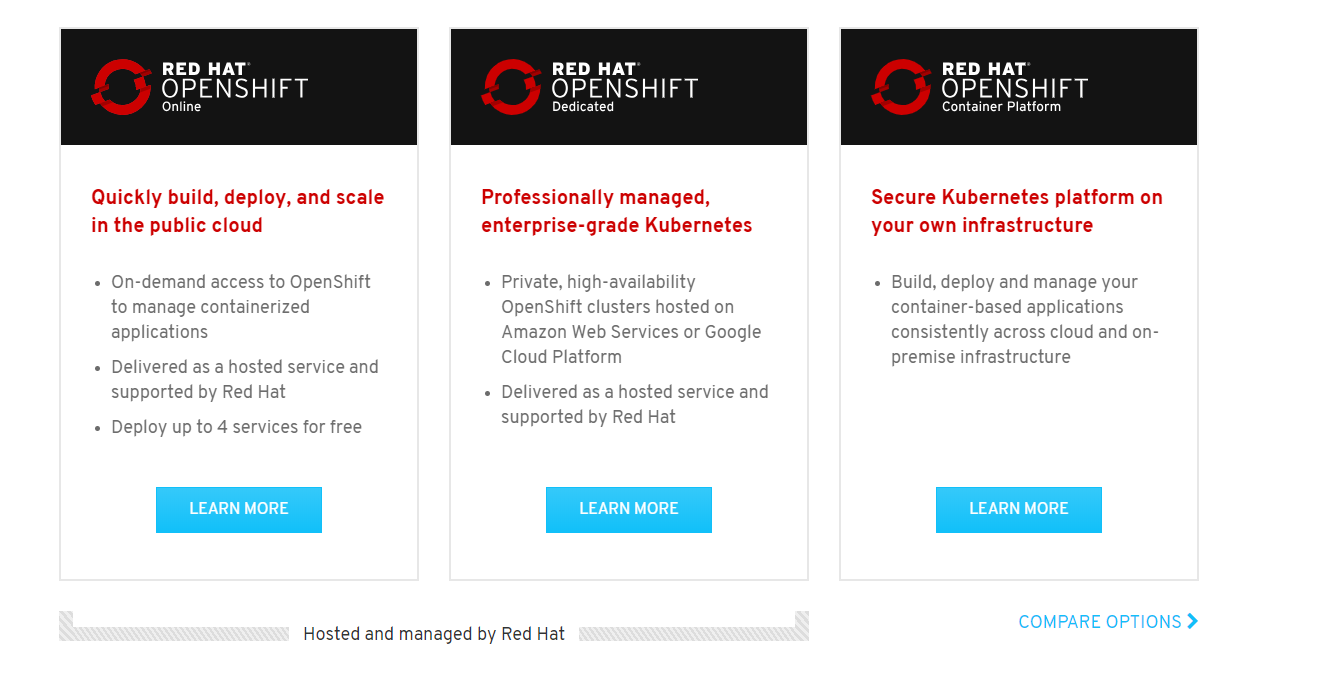 RED HAT®
OPENSHIFT
Online
Quickly build, deploy, and scale
in the public cloud
• On-demand access to OpenShift
to manage containerized
applications
• Delivered as a hosted service and
supported by Red Hat
• Deploy up to 4 services for free
LEARN MORE
RED HAT®
OPENSHIFT
Dedicated
Professionally managed,
enterprise-grade Kubernetes
• Private, high-availability
OpenShift clusters hosted on
Amazon Web Services or Google
Cloud Platform
• Delivered as a hosted service and
supported by Red Hat
LEARN MORE
RED HAT®
OPENSHIFT
Container Platform
Secure Kubernetes platform on
your own infrastructure
• Build, deploy and manage your
container-based applications
consistently across cloud and on-
premise infrastructure
LEARN MORE
Hosted and managed by Red Hat
COMPARE OPTIONS